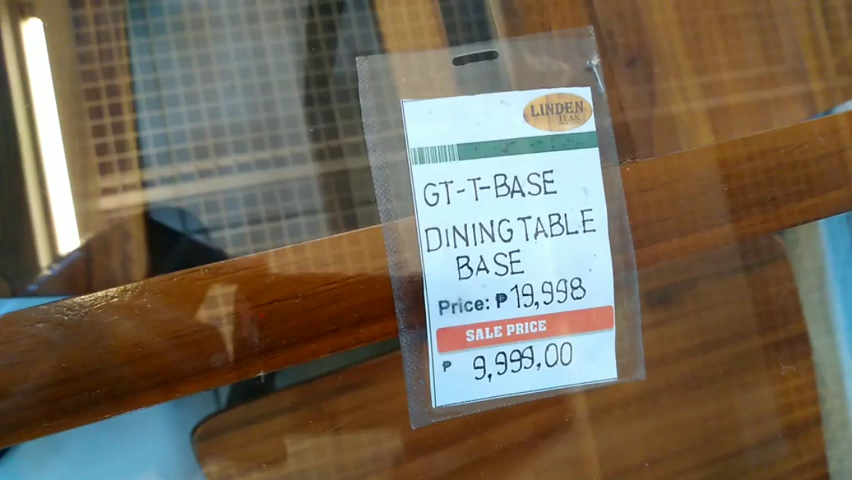 LINDEN
TEAK
GT-T-BASE
DINING TABLE
BASE
Price: ₱19,998
SALE PRICE
₱ 9,999.00